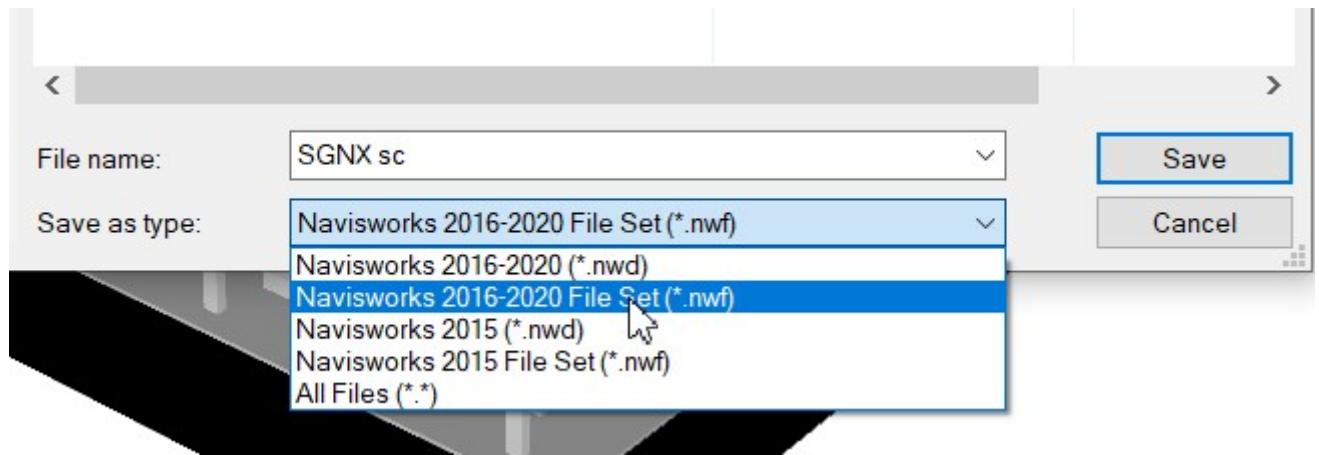 File name:
SGNX sc
Save
Save as type:
Navisworks 2016-2020 File Set (*.nwf)
Cancel
Navisworks 2016-2020 (*.nwd)
Navisworks 2016-2020 File Set (*.nwf)
Navisworks 2015 (*.nwd)
Navisworks 2015 File Set (*.nwf)
All Files (*.*)